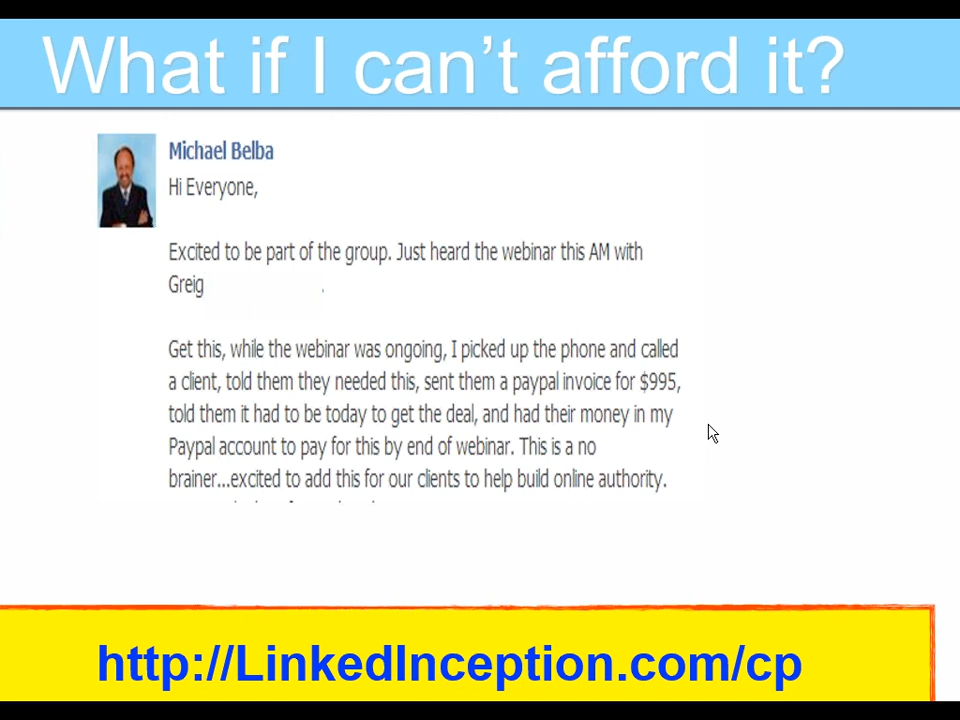 What if I can't afford it?
Michael Belba
Hi Everyone,
Excited to be part of the group. Just heard the webinar this AM with
Greig .
Get this, while the webinar was ongoing, I picked up the phone and called
a client, told them they needed this, sent them a paypal invoice for $995,
told them it had to be today to get the deal, and had their money in my
Paypal account to pay for this by end of webinar. This is a no
brainer...excited to add this for our clients to help build online authority.
http://LinkedInception.com/cp